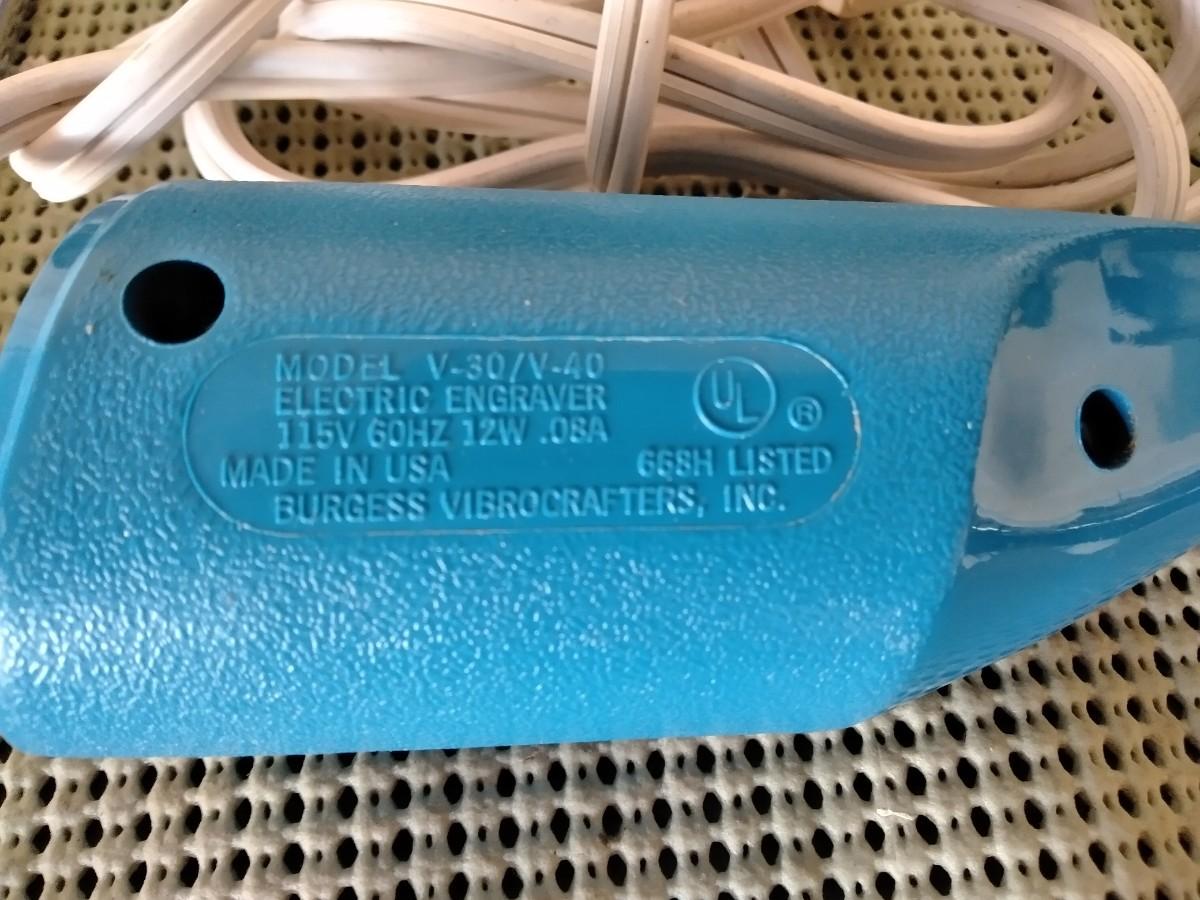 MODEL V-30/V-40
ELECTRIC ENGRAVER
115V 60HZ 12W .08A
UL ®
MADE IN USA 668H LISTED
BURGESS VIBROCRAFTERS, INC.